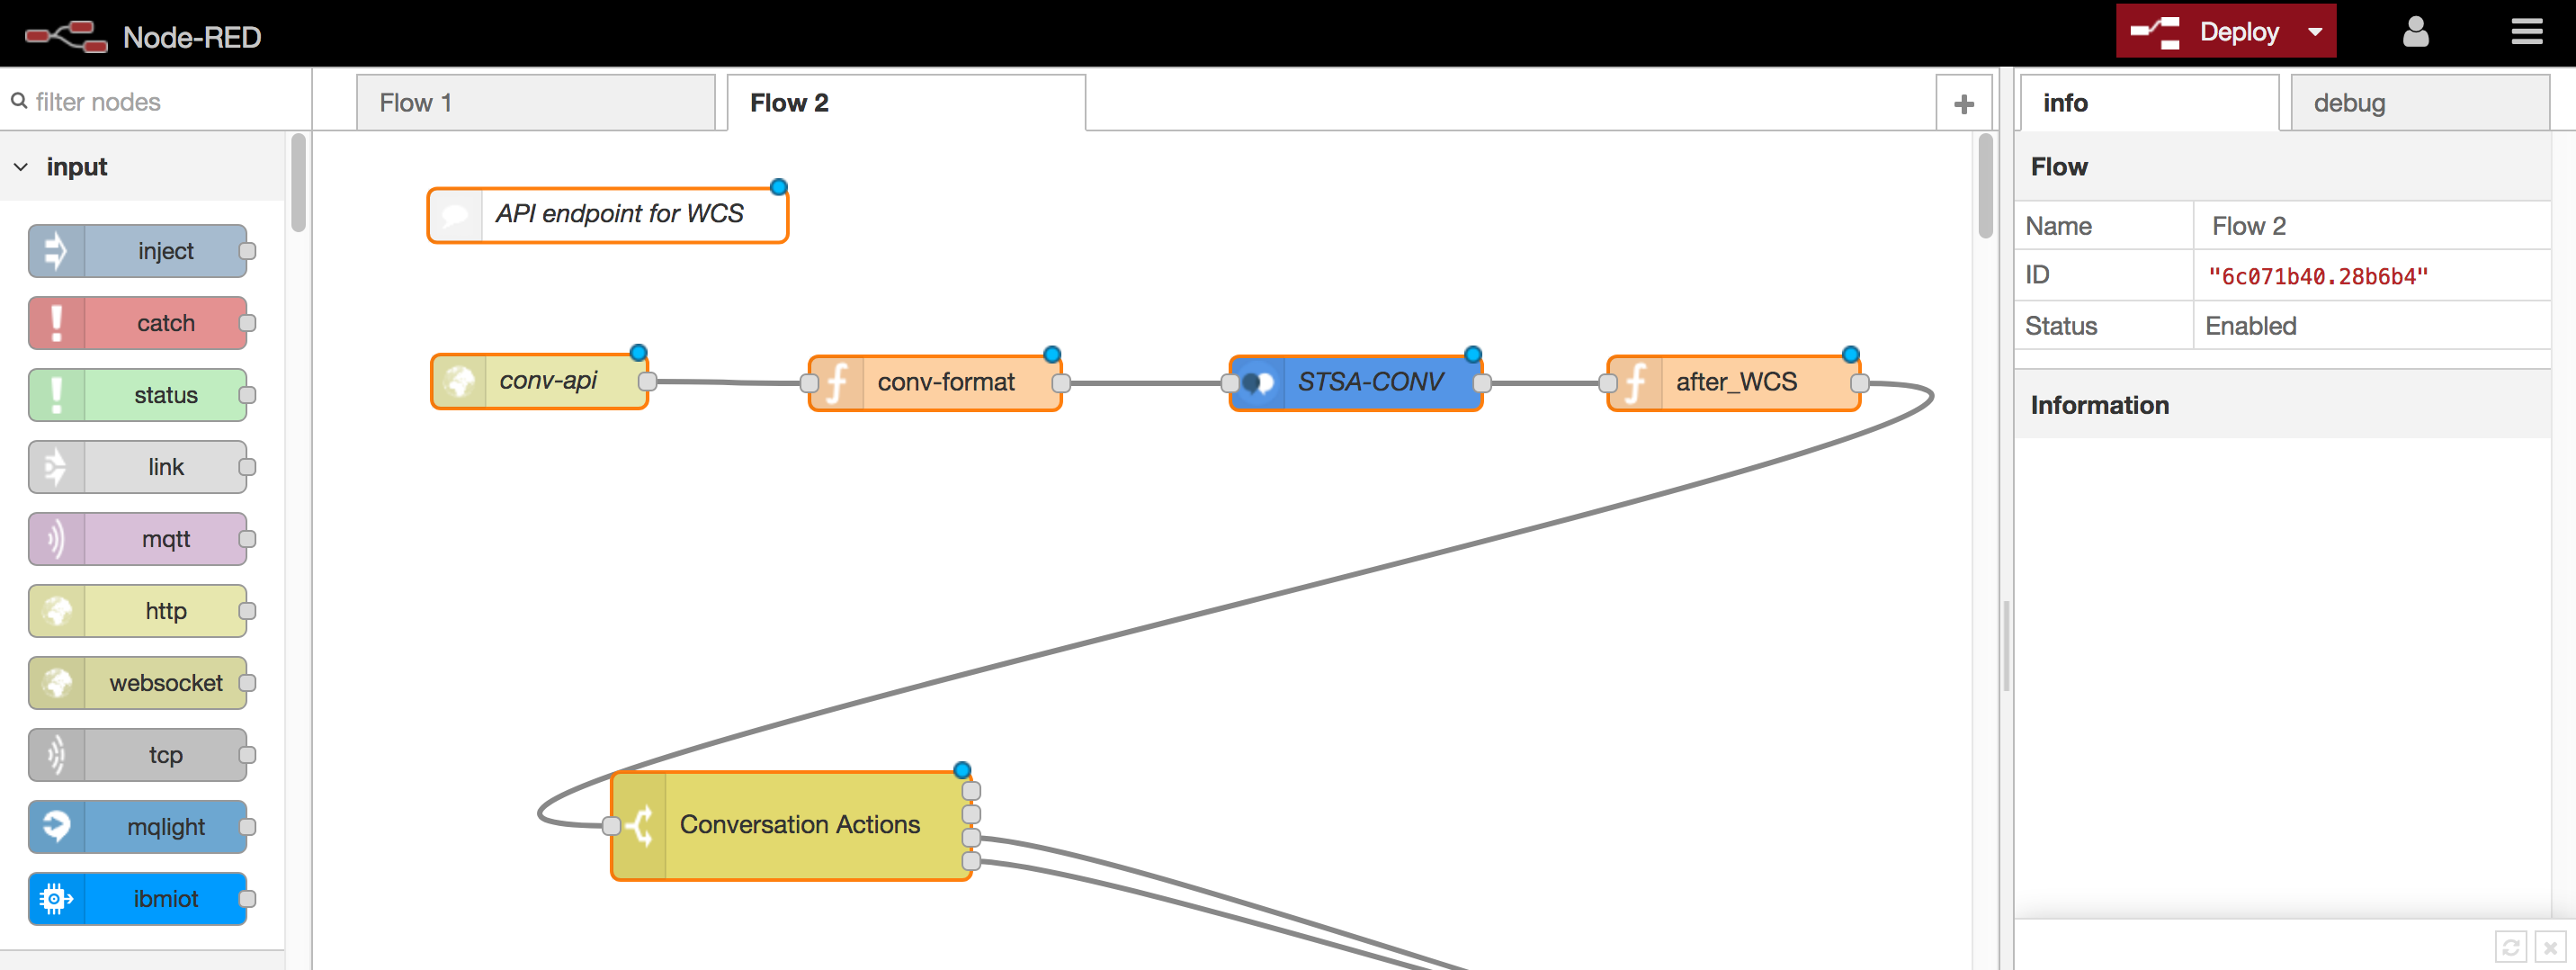 Node-RED
Deploy
filter nodes
Flow 1
Flow 2
info
debug
input
inject
catch
status
link
mqtt
http
websocket
tcp
mqlight
ibmiot
API endpoint for WCS
conv-api
conv-format
STSA-CONV
after_WCS
Conversation Actions
Flow
Name Flow 2
ID "6c071b40.28b6b4"
Status Enabled
Information